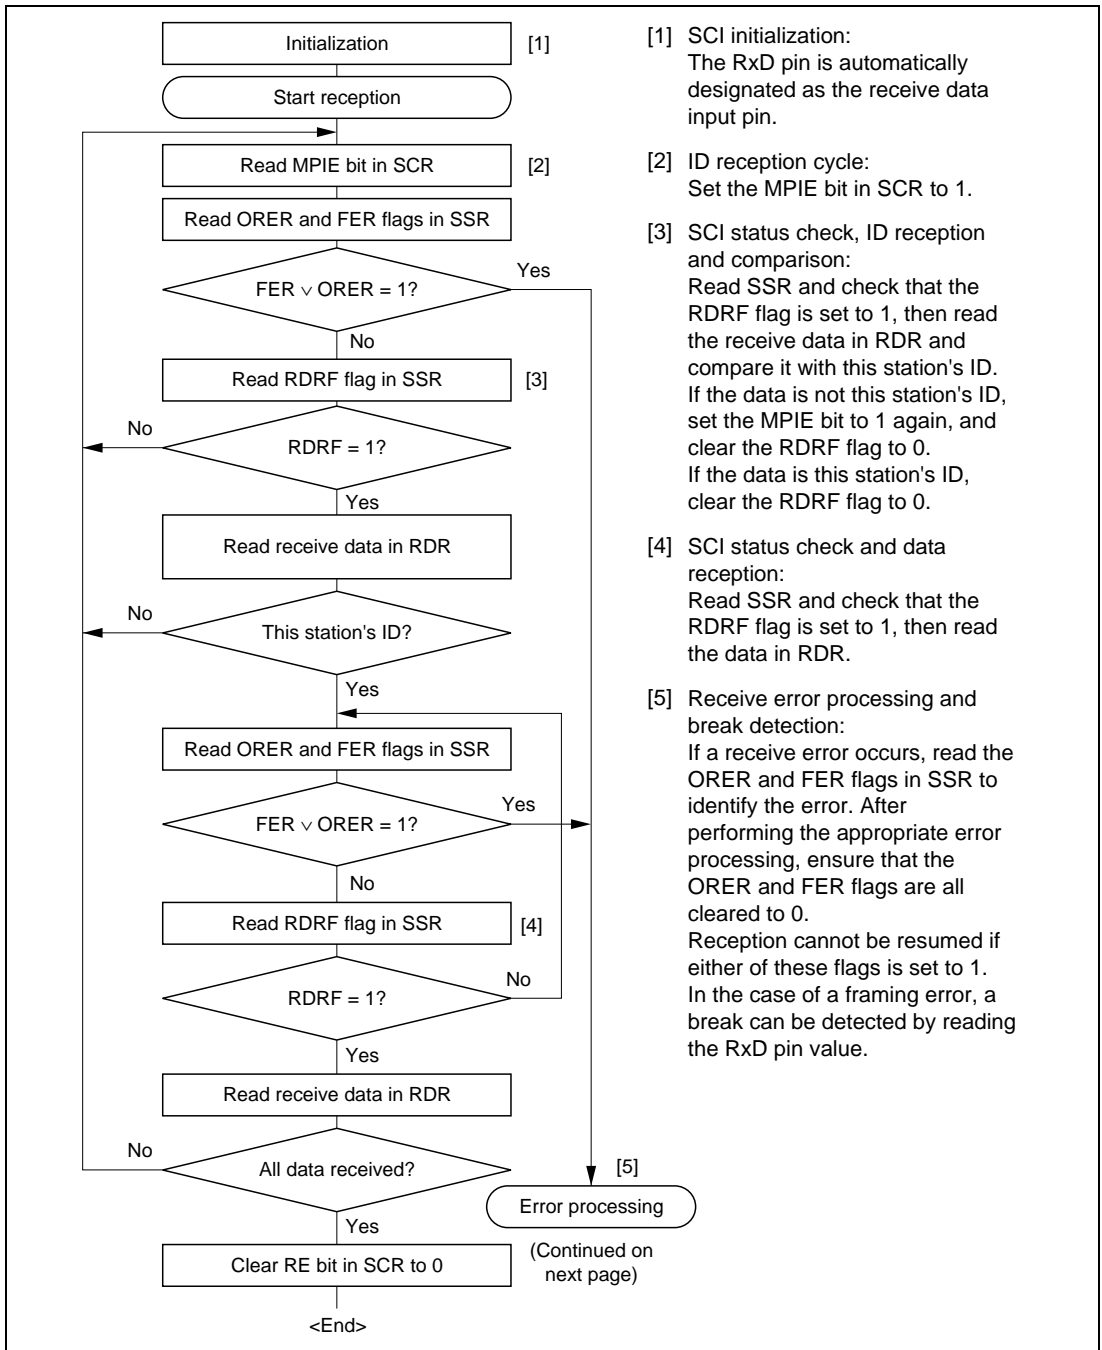 Initialization [1]
Start reception
Read MPIE bit in SCR [2]
Read ORER and FER flags in SSR
FER ∨ ORER = 1?
Yes
No
Read RDRF flag in SSR [3]
No
RDRF = 1?
Yes
Read receive data in RDR
No
This station's ID?
Yes
Read ORER and FER flags in SSR
Yes
FER ∨ ORER = 1?
No
Read RDRF flag in SSR [4]
No
RDRF = 1?
Yes
Read receive data in RDR
No
All data received?
[5]
Error processing
Yes
(Continued on
next page)
Clear RE bit in SCR to 0
<End>
[1] SCI initialization:
The RxD pin is automatically
designated as the receive data
input pin.
[2] ID reception cycle:
Set the MPIE bit in SCR to 1.
[3] SCI status check, ID reception
and comparison:
Read SSR and check that the
RDRF flag is set to 1, then read
the receive data in RDR and
compare it with this station's ID.
If the data is not this station's ID,
set the MPIE bit to 1 again, and
clear the RDRF flag to 0.
If the data is this station's ID,
clear the RDRF flag to 0.
[4] SCI status check and data
reception:
Read SSR and check that the
RDRF flag is set to 1, then read
the data in RDR.
[5] Receive error processing and
break detection:
If a receive error occurs, read the
ORER and FER flags in SSR to
identify the error. After
performing the appropriate error
processing, ensure that the
ORER and FER flags are all
cleared to 0.
Reception cannot be resumed if
either of these flags is set to 1.
In the case of a framing error, a
break can be detected by reading
the RxD pin value.